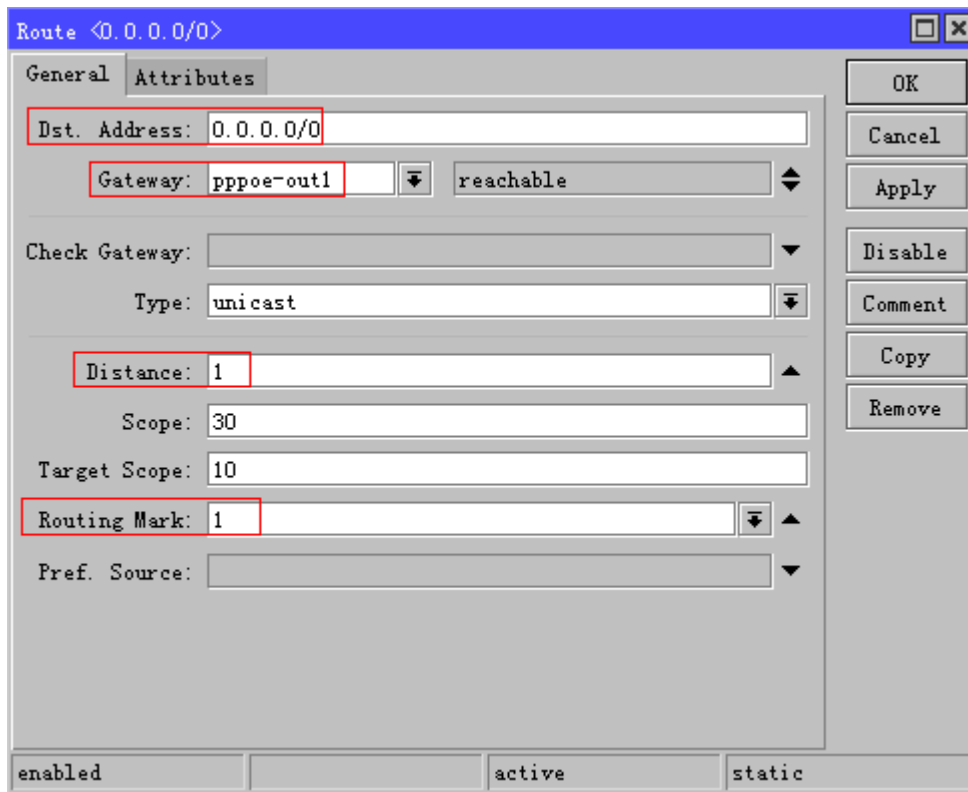 Route <0.0.0.0/0>
General Attributes
OK
Dst. Address: 0.0.0.0/0
Cancel
Gateway: pppoe-out1 reachable
Apply
Check Gateway:
Disable
Type: unicast
Comment
Distance: 1
Copy
Scope: 30
Remove
Target Scope: 10
Routing Mark: 1
Pref. Source:
enabled active static